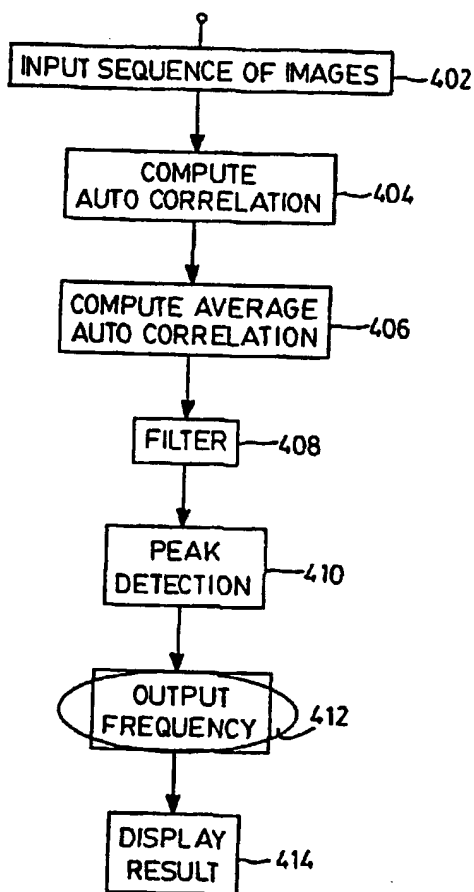 INPUT SEQUENCE OF IMAGES
402
COMPUTE
AUTO CORRELATION
404
COMPUTE AVERAGE
AUTO CORRELATION
406
FILTER
408
PEAK
DETECTION
410
OUTPUT
FREQUENCY
412
DISPLAY
RESULT
414